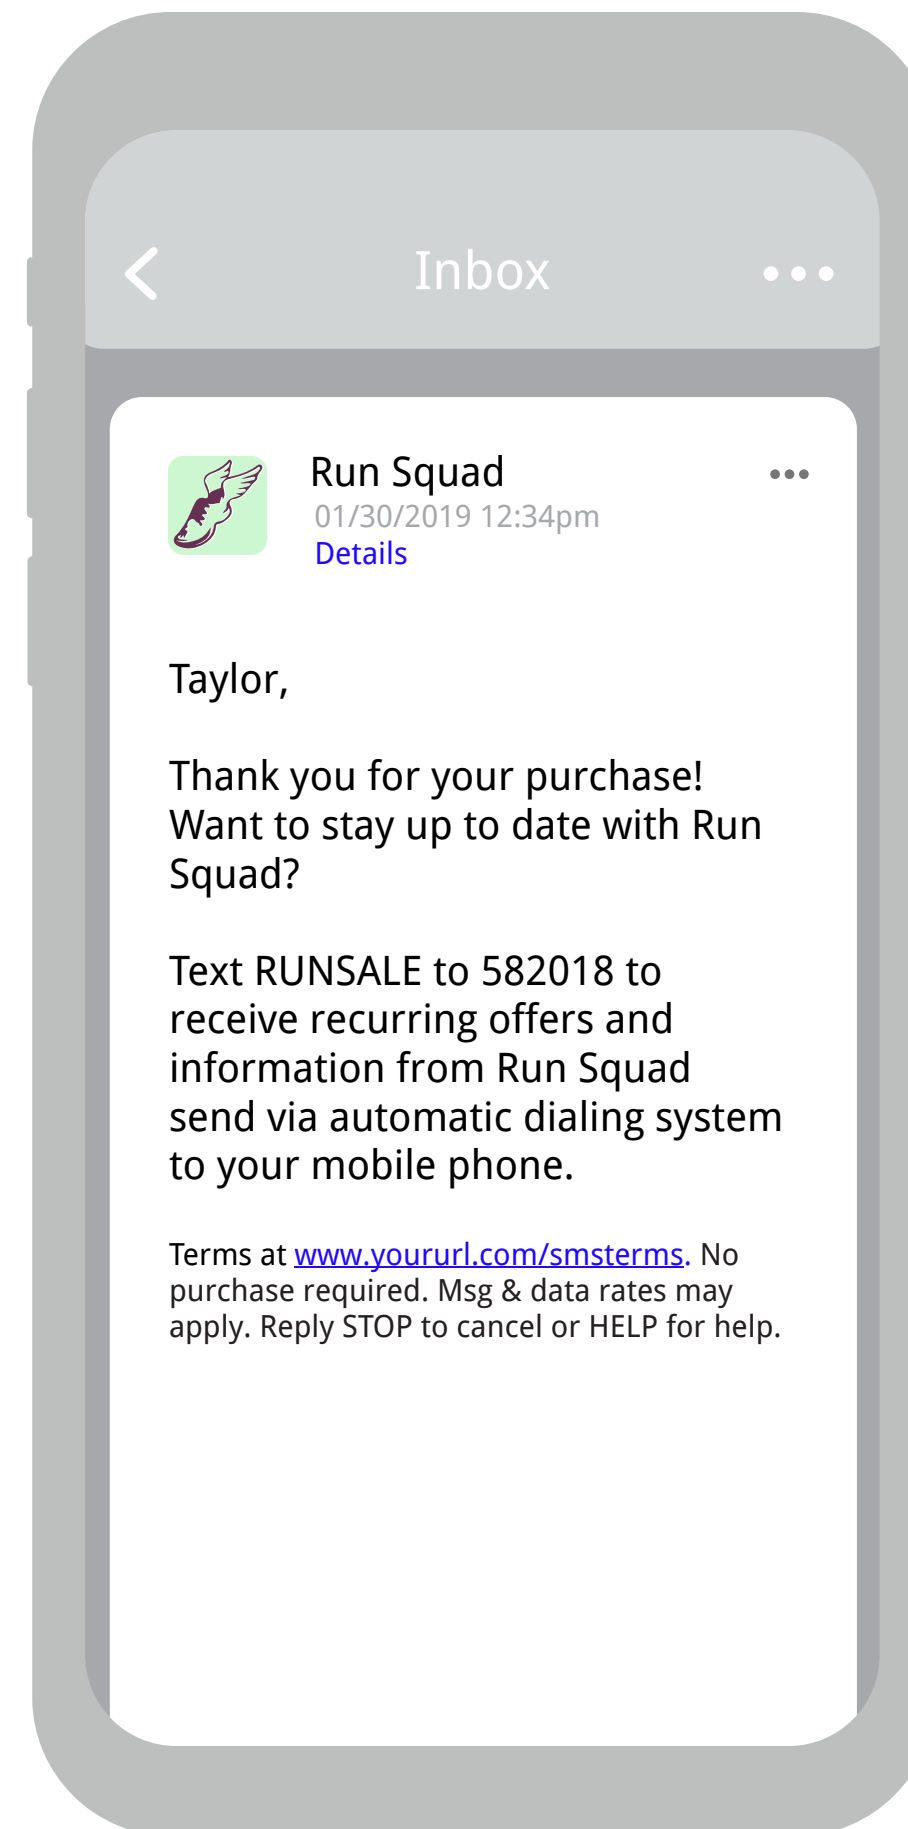 Inbox
Run Squad
01/30/2019 12:34pm
Details
Taylor,
Thank you for your purchase!
Want to stay up to date with Run
Squad?
Text RUNSALE to 582018 to
receive recurring offers and
information from Run Squad
send via automatic dialing system
to your mobile phone.
Terms at www.yoururl.com/smsterms. No
purchase required. Msg & data rates may
apply. Reply STOP to cancel or HELP for help.